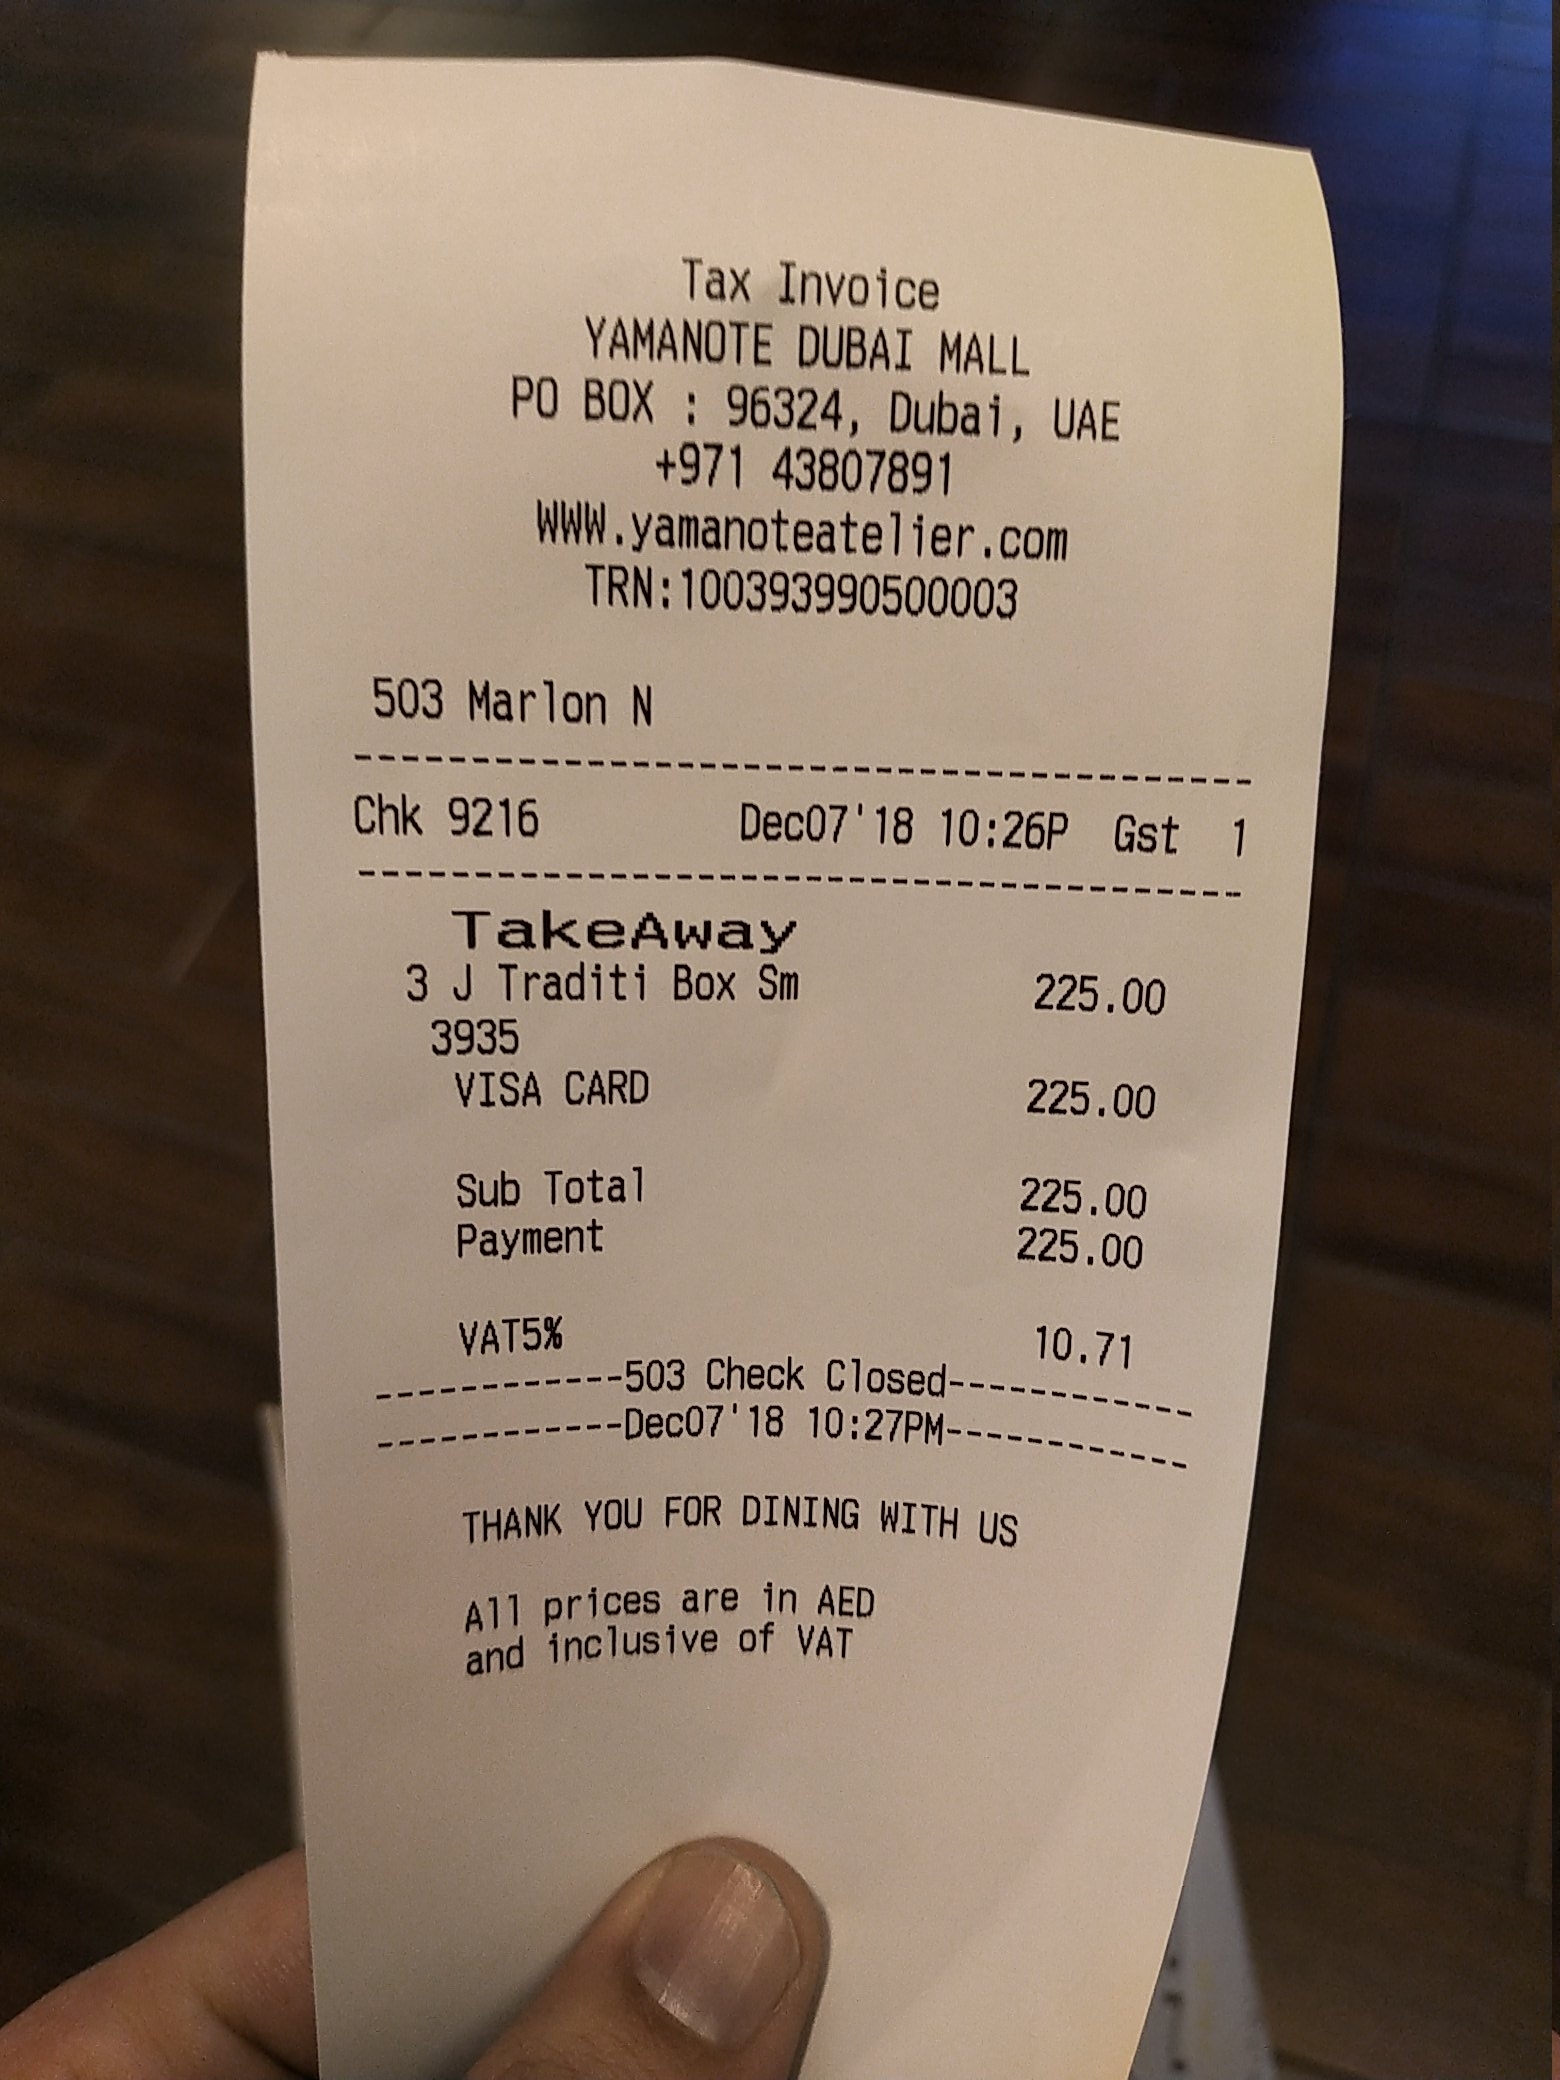 Tax Invoice
YAMANOTE DUBAI MALL
PO BOX : 96324, Dubai, UAE
+971 43807891
WWW.yamanoteatelier.com
TRN:100393990500003
503 Marlon N
---------------------------------------
Chk 9216 Dec07'18 10:26P Gst 1
---------------------------------------
TakeAway
3 J Traditi Box Sm 225.00
3935
VISA CARD 225.00
Sub Total 225.00
Payment 225.00
VAT5% 10.71
------------503 Check Closed------------
------------Dec07'18 10:27PM------------
THANK YOU FOR DINING WITH US
All prices are in AED
and inclusive of VAT